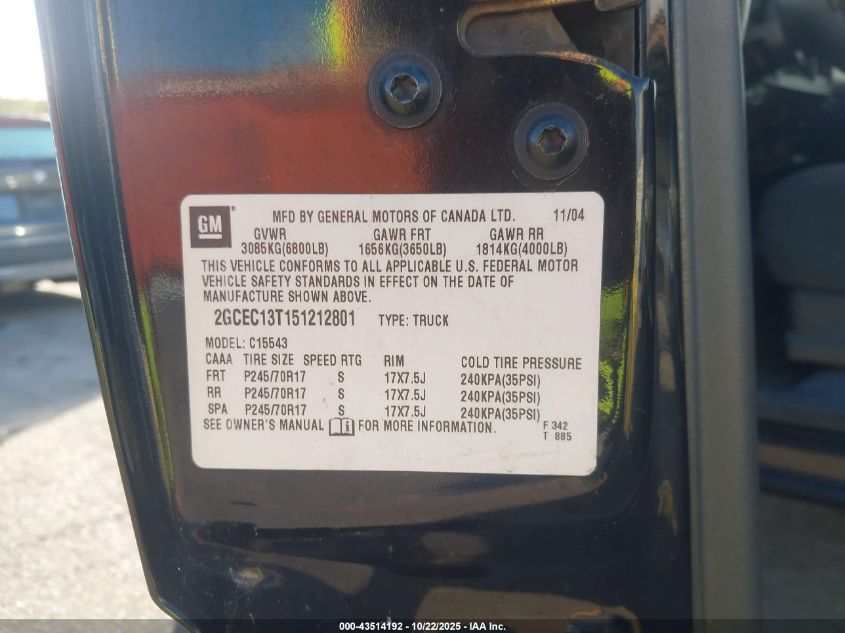 GM MFD BY GENERAL MOTORS OF CANADA LTD. 11/04
GVWR GAWR FRT GAWR RR
3085KG(6800LB) 1656KG(3650LB) 1814KG(4000LB)
THIS VEHICLE CONFORMS TO ALL APPLICABLE U.S. FEDERAL MOTOR
VEHICLE SAFETY STANDARDS IN EFFECT ON THE DATE OF
MANUFACTURE SHOWN ABOVE.
2GCEC13T151212801 TYPE: TRUCK
MODEL: C15543
CAAA TIRE SIZE SPEED RTG RIM COLD TIRE PRESSURE
FRT P245/70R17 S 17X7.5J 240KPA(35PSI)
RR P245/70R17 S 17X7.5J 240KPA(35PSI)
SPA P245/70R17 S 17X7.5J 240KPA(35PSI)
SEE OWNER'S MANUAL FOR MORE INFORMATION. F 342
T 885
000-43514192 - 10/22/2025 - IAA Inc.